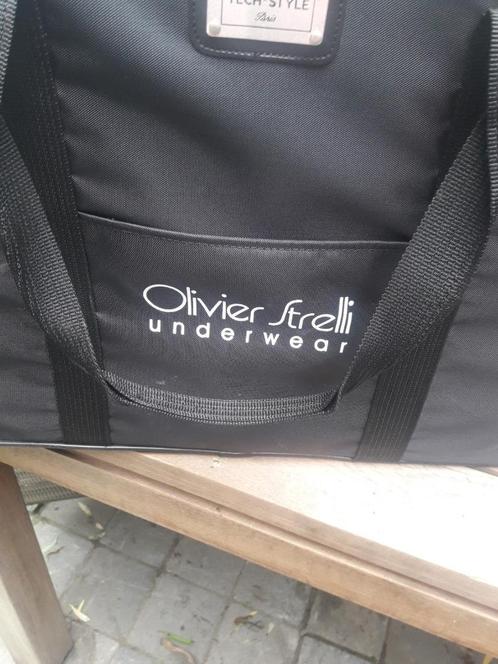 TECH-STYLE
Paris
Olivier Strelli
underwear